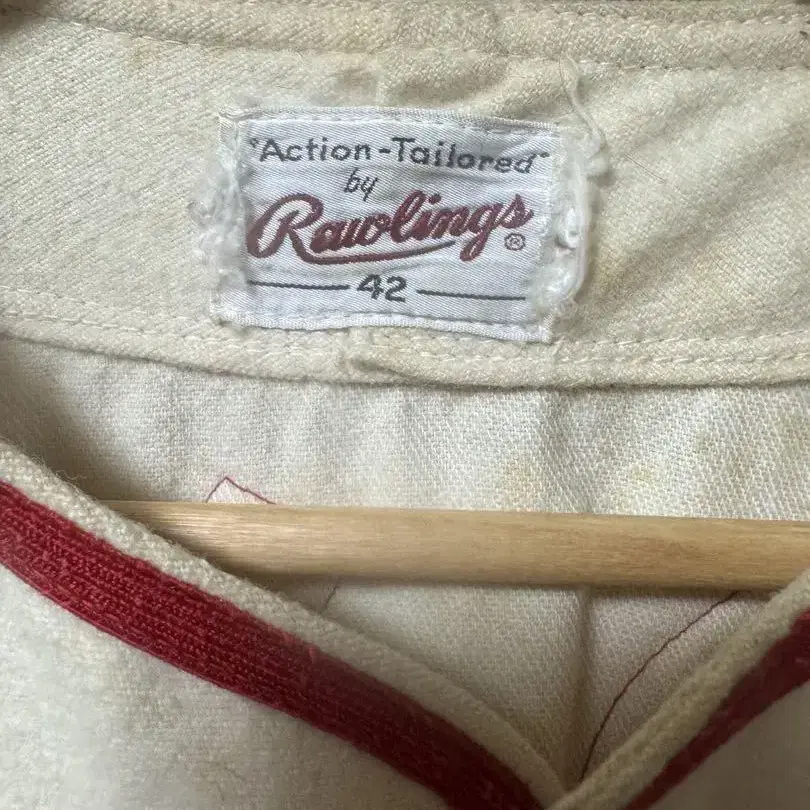 "Action-Tailored"
by
Rawlings®
42